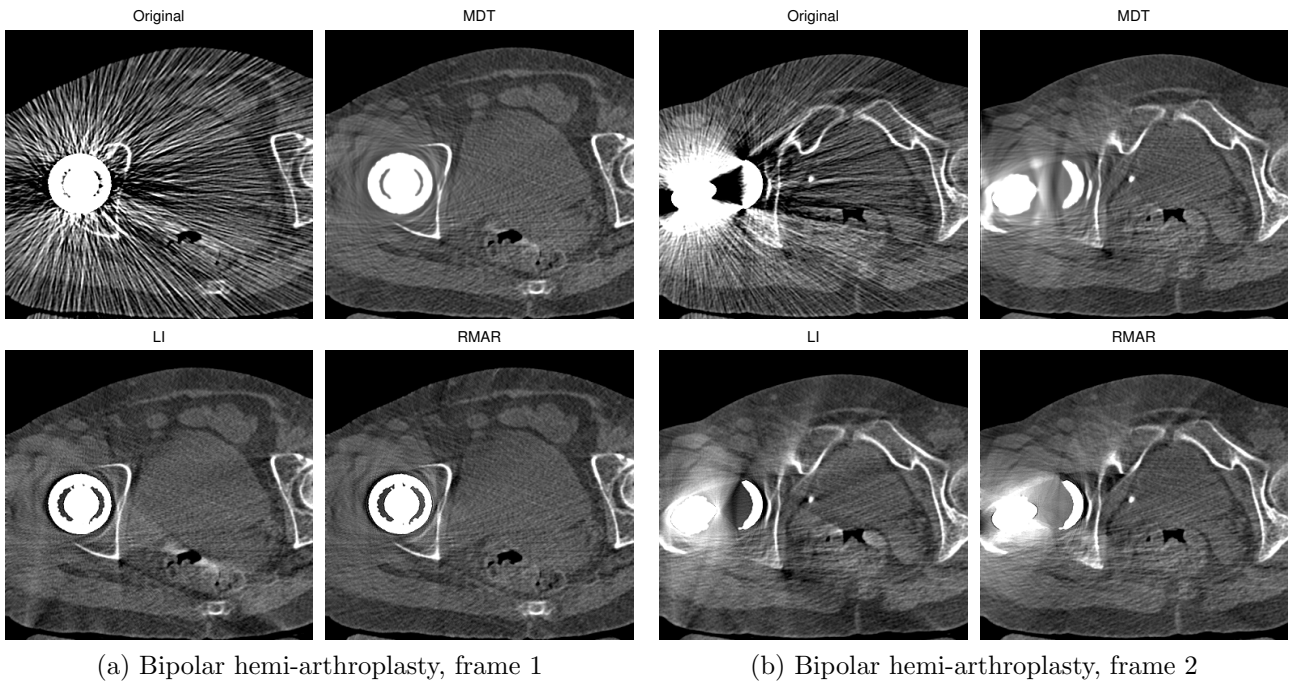 Original MDT Original MDT
LI RMAR LI RMAR
(a) Bipolar hemi-arthroplasty, frame 1 (b) Bipolar hemi-arthroplasty, frame 2